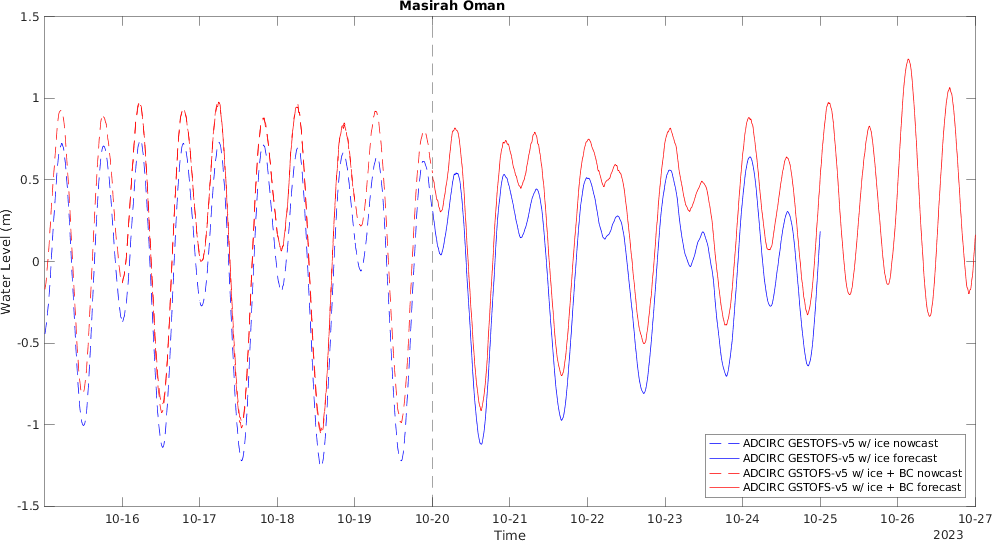 Masirah Oman
1.5
1
0.5
0
-0.5
-1
-1.5
Water Level (m)
10-16 10-17 10-18 10-19 10-20 10-21 10-22 10-23 10-24 10-25 10-26 10-27
Time
2023
ADCIRC GESTOFS-v5 w/ ice nowcast
ADCIRC GESTOFS-v5 w/ ice forecast
ADCIRC GSTOFS-v5 w/ ice + BC nowcast
ADCIRC GSTOFS-v5 w/ ice + BC forecast